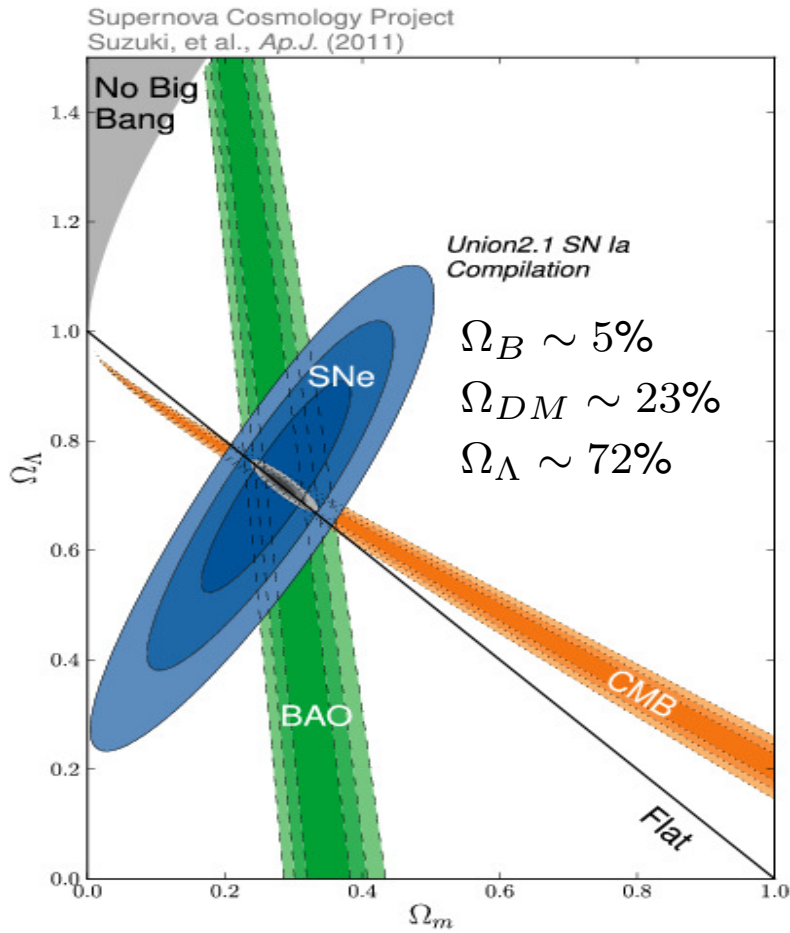 Supernova Cosmology Project
Suzuki, et al., Ap.J. (2011)
No Big
Bang
Union2.1 SN Ia
Compilation
Ω_B ∼ 5%
Ω_{DM} ∼ 23%
Ω_Λ ∼ 72%
SNe
BAO
CMB
Flat
Ω_Λ
1.4
1.2
1.0
0.8
0.6
0.4
0.2
0.0
0.0 0.2 0.4 0.6 0.8 1.0
Ω_m